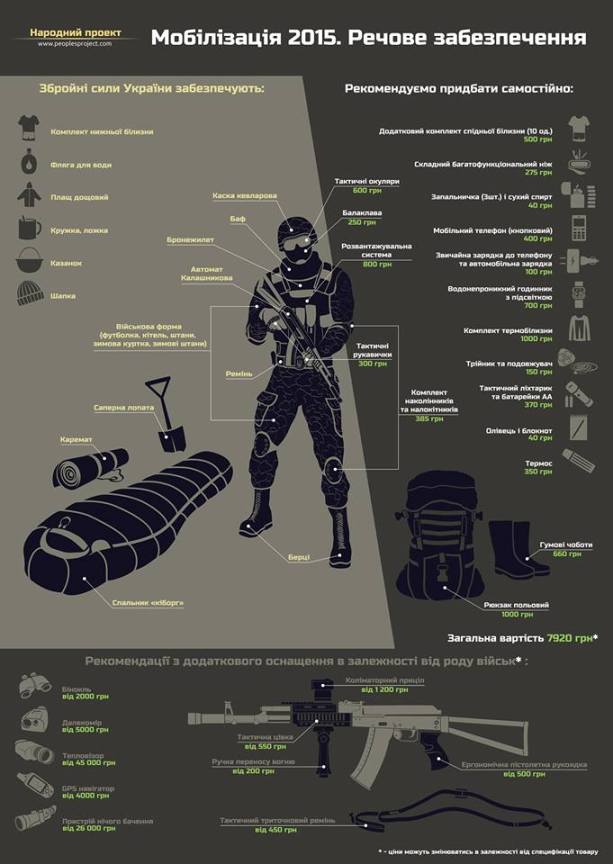 Народний проект
www.peoplesproject.com
Мобілізація 2015. Речове забезпечення
Збройні сили України забезпечують:
Комплект нижньої білизни
Фляга для води
Плащ дощовий
Кружка, ложка
Казанок
Шапка
Каска кевларова
Баф
Бронежилет
Автомат
Калашникова
Військова форма
(футболка, кітель, штани,
зимова куртка, зимові штани)
Ремінь
Саперна лопата
Каремат
Берці
Спальник «кіборг»
Рекомендуємо придбати самостійно:
Тактичні окуляри
600 грн
Балаклава
250 грн
Розвантажувальна
система
800 грн
Тактичні
рукавички
300 грн
Комплект
наколінників
та налокітників
385 грн
Додатковий комплект спідньої білизни (10 од.)
500 грн
Складний багатофункціональний ніж
275 грн
Запальничка (3шт.) і сухий спирт
40 грн
Мобільний телефон (кнопковий)
400 грн
Звичайна зарядка до телефону
та автомобільна зарядка
100 грн
Водомепроникний годинник
з підсвіткою
700 грн
Комплект термобілизни
1000 грн
Трійник та подовжувач
150 грн
Тактичний ліхтарик
та батарейки АА
370 грн
Олівець і блокнот
40 грн
Термос
350 грн
Гумові чоботи
660 грн
Рюкзак польовий
1000 грн
Загальна вартість 7920 грн*
Рекомендації з додаткового оснащення в залежності від роду військ* :
Бінокль
від 2000 грн
Далекомір
від 5000 грн
Тепловізор
від 45 000 грн
GPS навігатор
від 4000 грн
Пристрій нічого бачення
від 26 000 грн
Коліматорний приціл
від 1 200 грн
Тактична цівка
від 550 грн
Ручка переносу вогню
від 200 грн
Ергономічна пістолетна рукоядка
від 500 грн
Тактичний триточковий ремінь
від 450 грн
* - ціни можуть змінюватись в залежності від специфікації товару